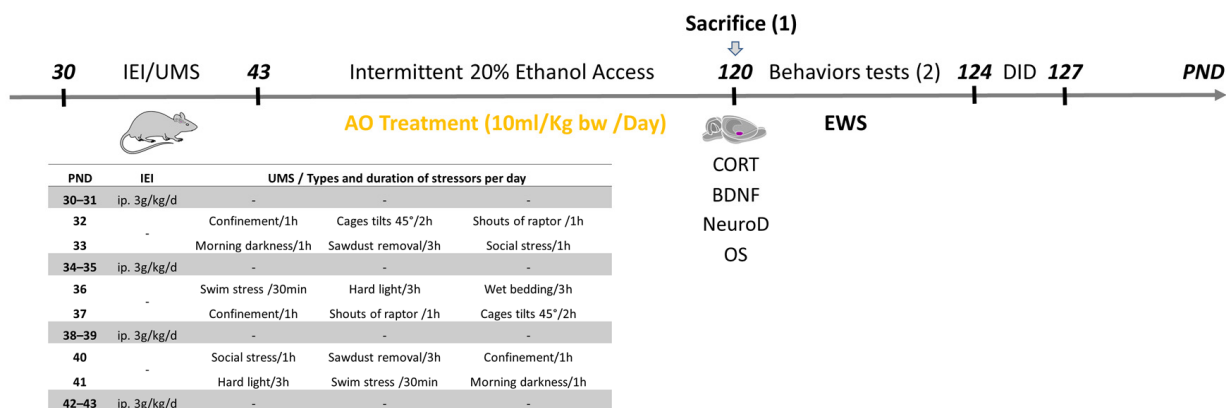 Sacrifice (1)
30 IEI/UMS 43 Intermittent 20% Ethanol Access 120 Behaviors tests (2) 124 DID 127 PND
AO Treatment (10ml/Kg bw /Day) EWS
CORT
BDNF
NeuroD
OS
PND IEI UMS / Types and duration of stressors per day
30–31 ip. 3g/kg/d - - -
32 Confinement/1h Cages tilts 45°/2h Shouts of raptor /1h
-
33 Morning darkness/1h Sawdust removal/3h Social stress/1h
34–35 ip. 3g/kg/d - - -
36 Swim stress /30min Hard light/3h Wet bedding/3h
-
37 Confinement/1h Shouts of raptor /1h Cages tilts 45°/2h
38–39 ip. 3g/kg/d - - -
40 Social stress/1h Sawdust removal/3h Confinement/1h
-
41 Hard light/3h Swim stress /30min Morning darkness/1h
42–43 ip. 3g/kg/d - - -